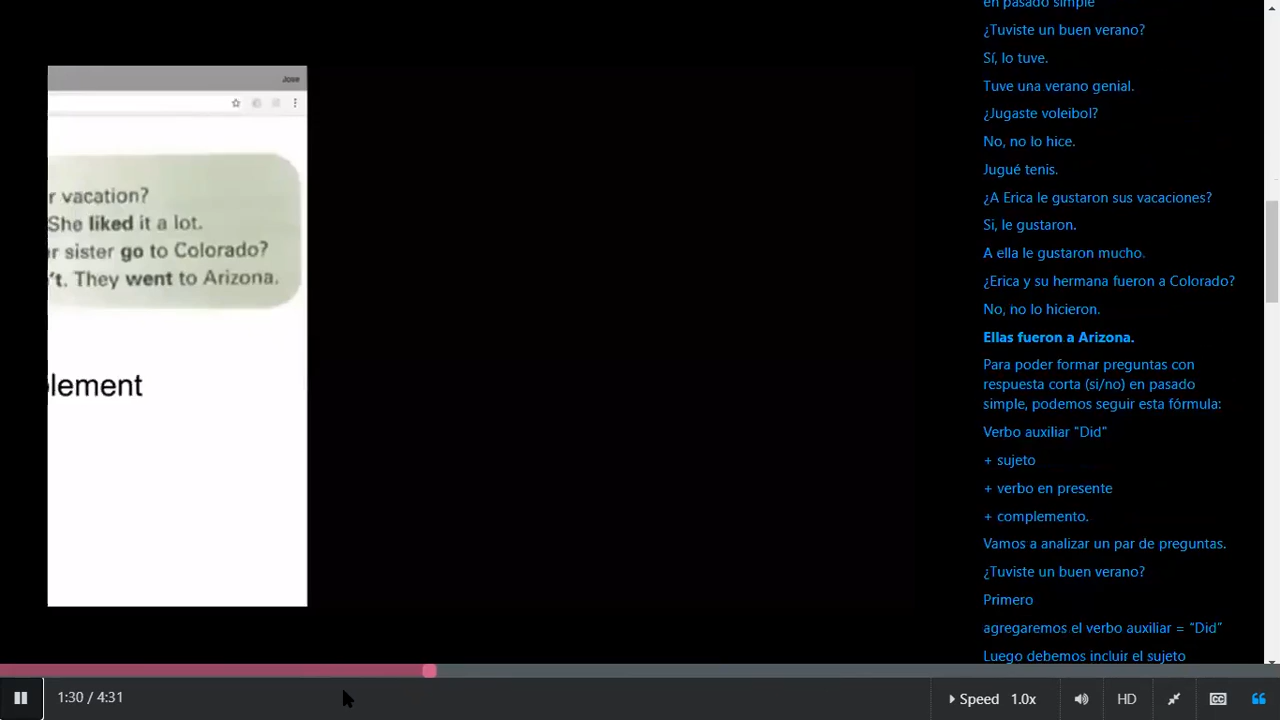 Jose
r vacation?
She liked it a lot.
r sister go to Colorado?
't. They went to Arizona.
lement
en pasado simple
¿Tuviste un buen verano?
Sí, lo tuve.
Tuve una verano genial.
¿Jugaste voleibol?
No, no lo hice.
Jugué tenis.
¿A Erica le gustaron sus vacaciones?
Si, le gustaron.
A ella le gustaron mucho.
¿Erica y su hermana fueron a Colorado?
No, no lo hicieron.
Ellas fueron a Arizona.
Para poder formar preguntas con
respuesta corta (si/no) en pasado
simple, podemos seguir esta fórmula:
Verbo auxiliar "Did"
+ sujeto
+ verbo en presente
+ complemento.
Vamos a analizar un par de preguntas.
¿Tuviste un buen verano?
Primero
agregaremos el verbo auxiliar = “Did”
Luego debemos incluir el sujeto
1:30 / 4:31
Speed 1.0x
HD
CC